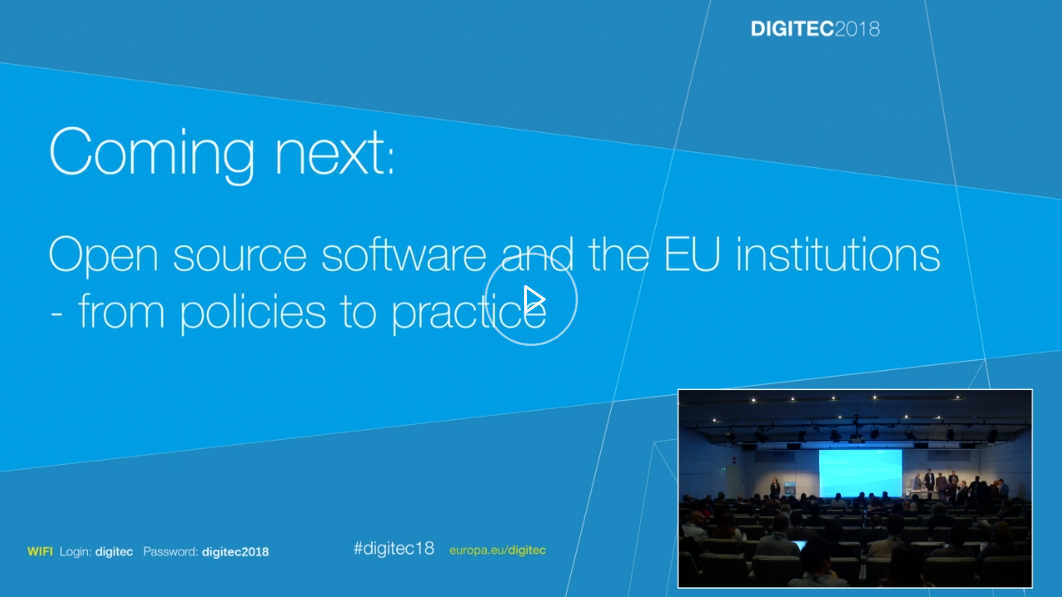 DIGITEC2018
Coming next:
Open source software and the EU institutions
- from policies to practice
WIFI Login: digitec Password: digitec2018
#digitec18 europa.eu/digitec